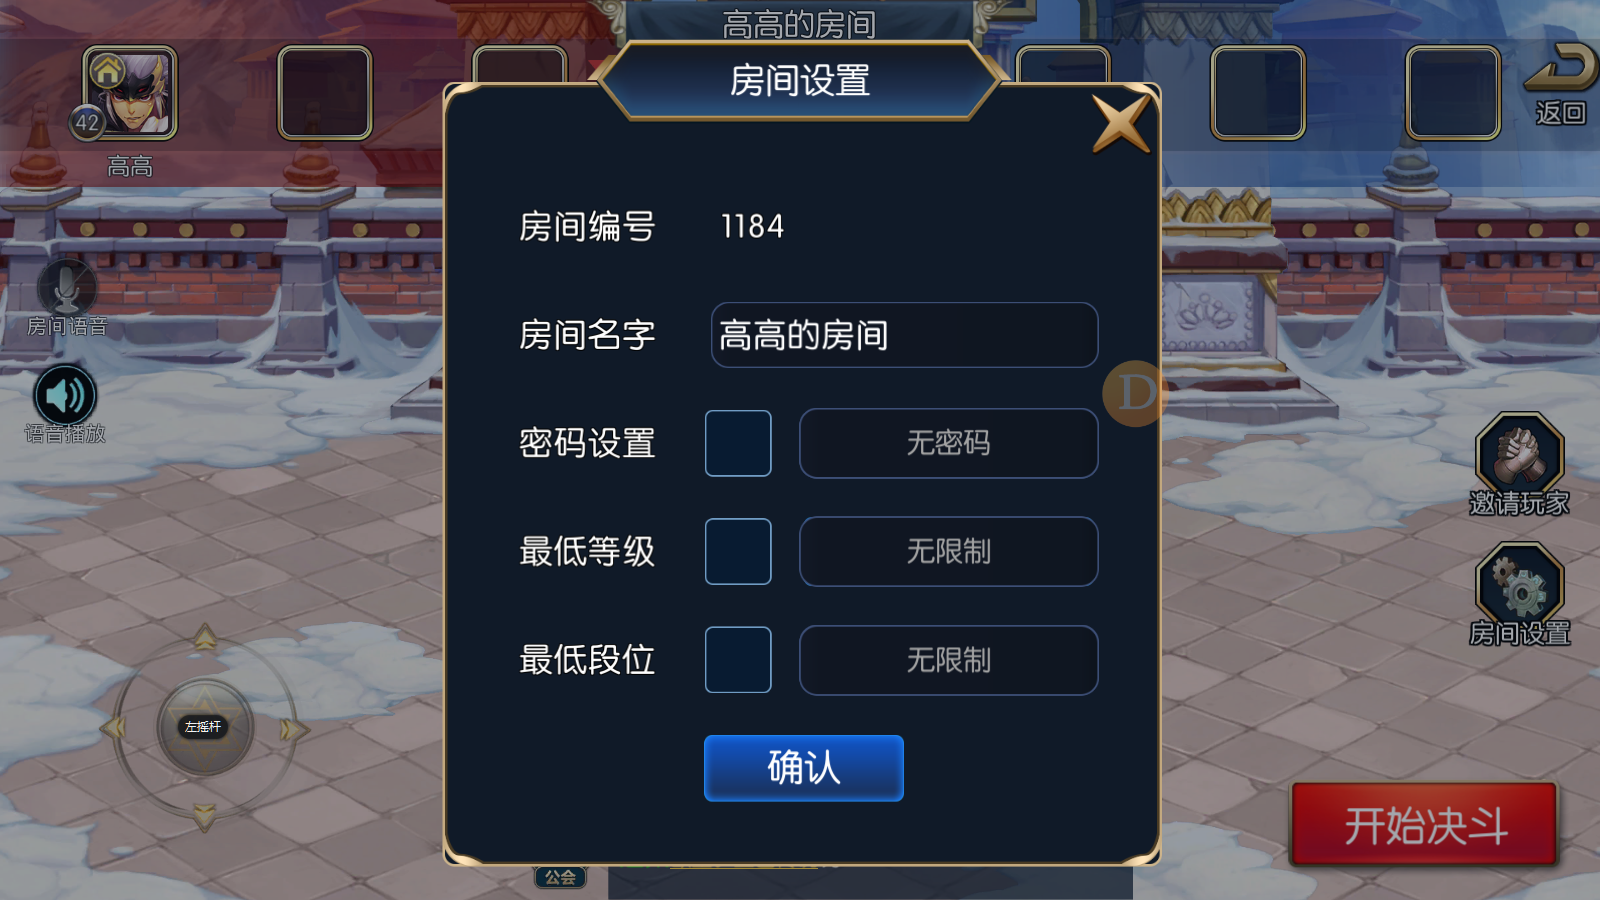 高高的房间
房间设置
返回
42
高高
房间编号 1184
房间语音
房间名字 高高的房间
D
语音播放
密码设置 无密码
邀请玩家
最低等级 无限制
房间设置
最低段位 无限制
左摇杆
确认
开始决斗
公会